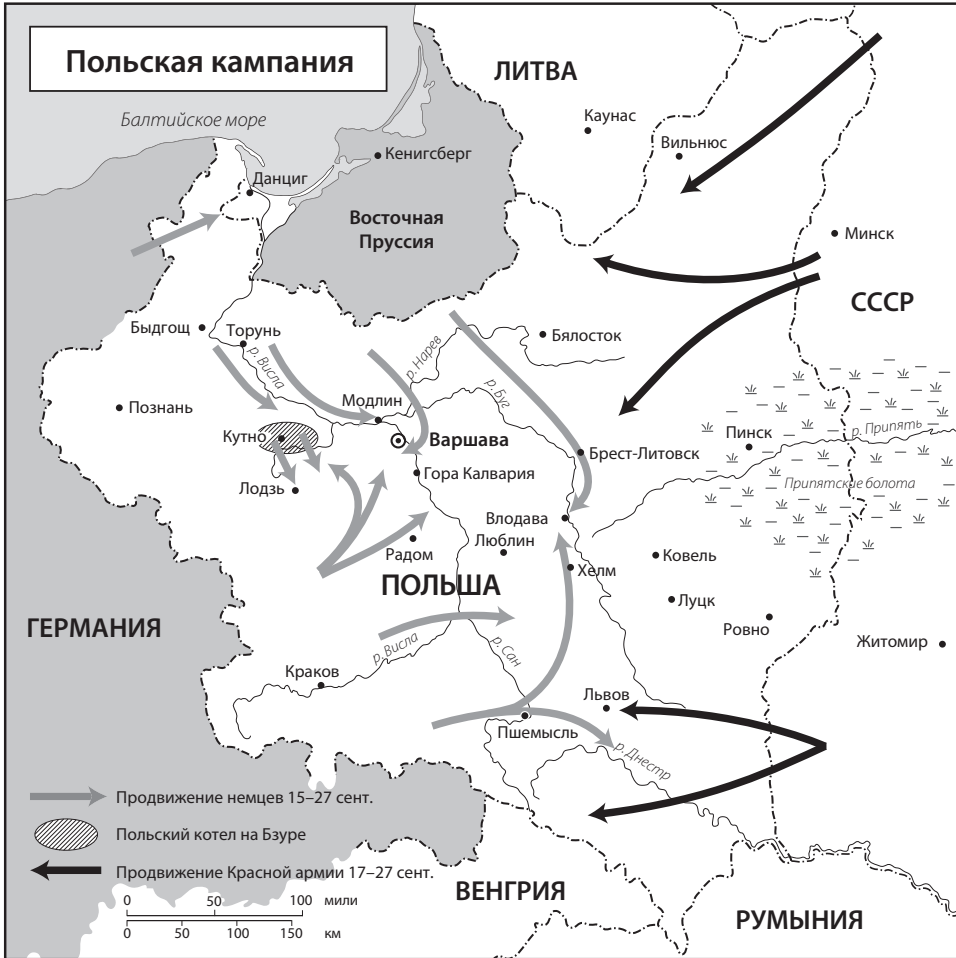 Польская кампания
ЛИТВА
Балтийское море
Каунас
Кенигсберг
Вильнюс
Данциг
Восточная
Пруссия
Минск
СССР
Быдгощ
Торунь
Бялосток
р. Висла
р. Нарев
р. Буг
Познань
Модлин
Кутно
Варшава
Пинск
р. Припять
Брест-Литовск
Гора Калвария
Припятские болота
Лодзь
Влодава
Радом
Люблин
Ковель
Хелм
ПОЛЬША
Луцк
ГЕРМАНИЯ
Ровно
Житомир
р. Висла
р. Сан
Краков
Львов
Пшемысль
р. Днестр
Продвижение немцев 15–27 сент.
Польский котел на Бзуре
Продвижение Красной армии 17–27 сент.
ВЕНГРИЯ
РУМЫНИЯ
0 50 100 мили
0 50 100 150 км